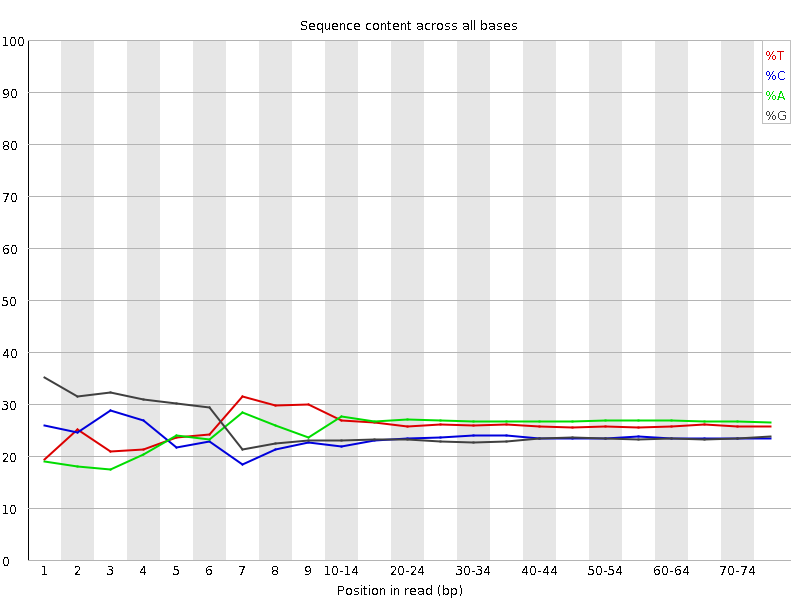 Sequence content across all bases
100
90
80
70
60
50
40
30
20
10
0
%T
%C
%A
%G
1 2 3 4 5 6 7 8 9 10-14 20-24 30-34 40-44 50-54 60-64 70-74
Position in read (bp)